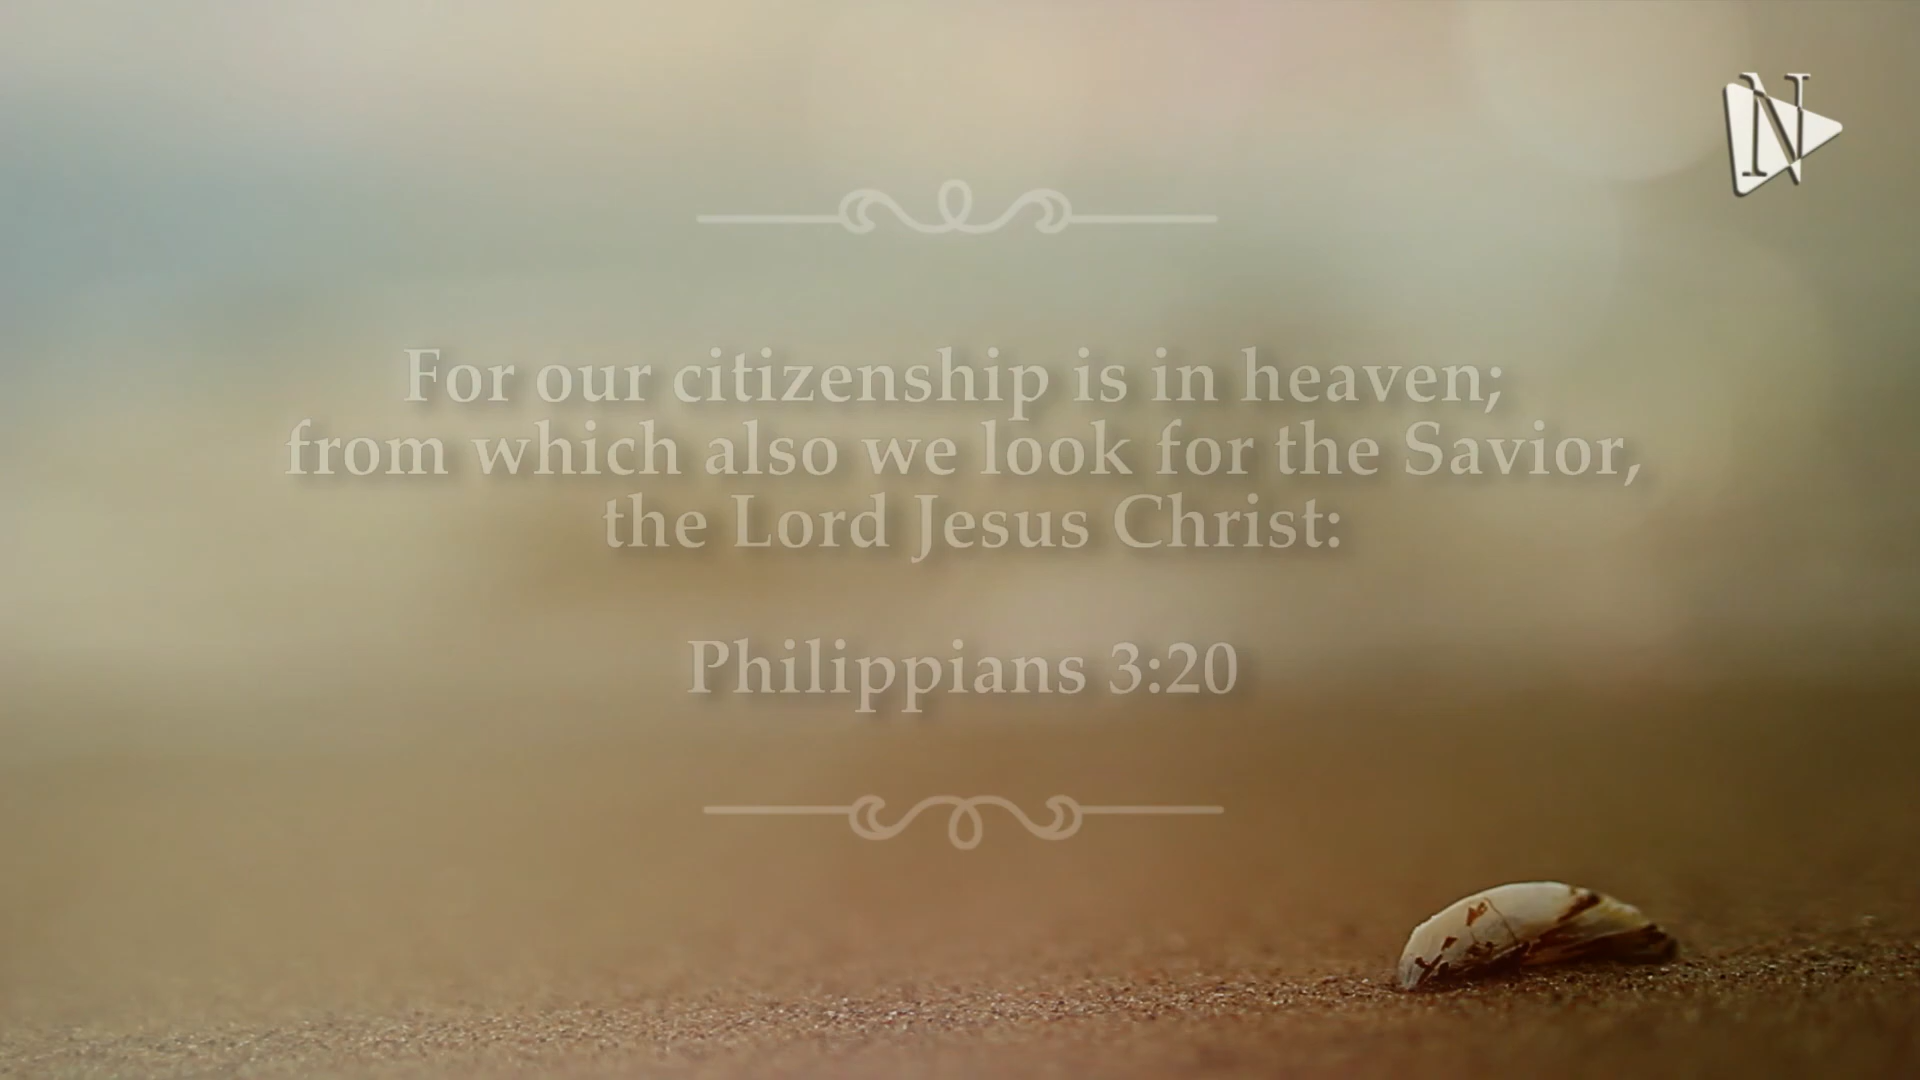 N
For our citizenship is in heaven;
from which also we look for the Savior,
the Lord Jesus Christ:
Philippians 3:20